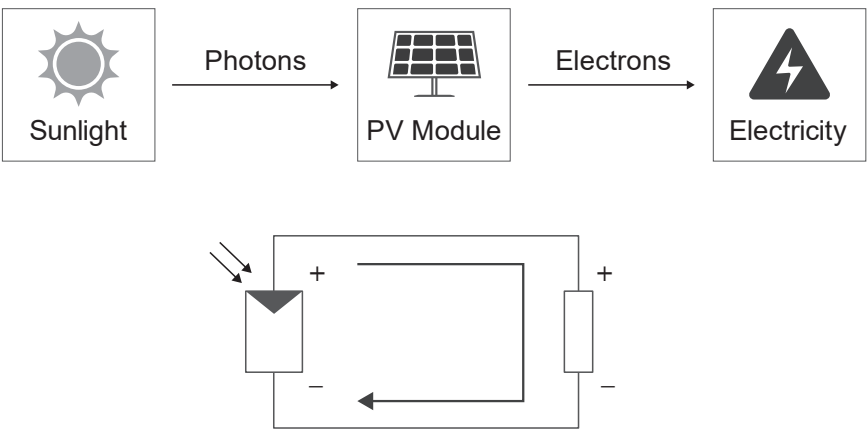 Photons
Electrons
Sunlight
PV Module
Electricity
+
+
–
–